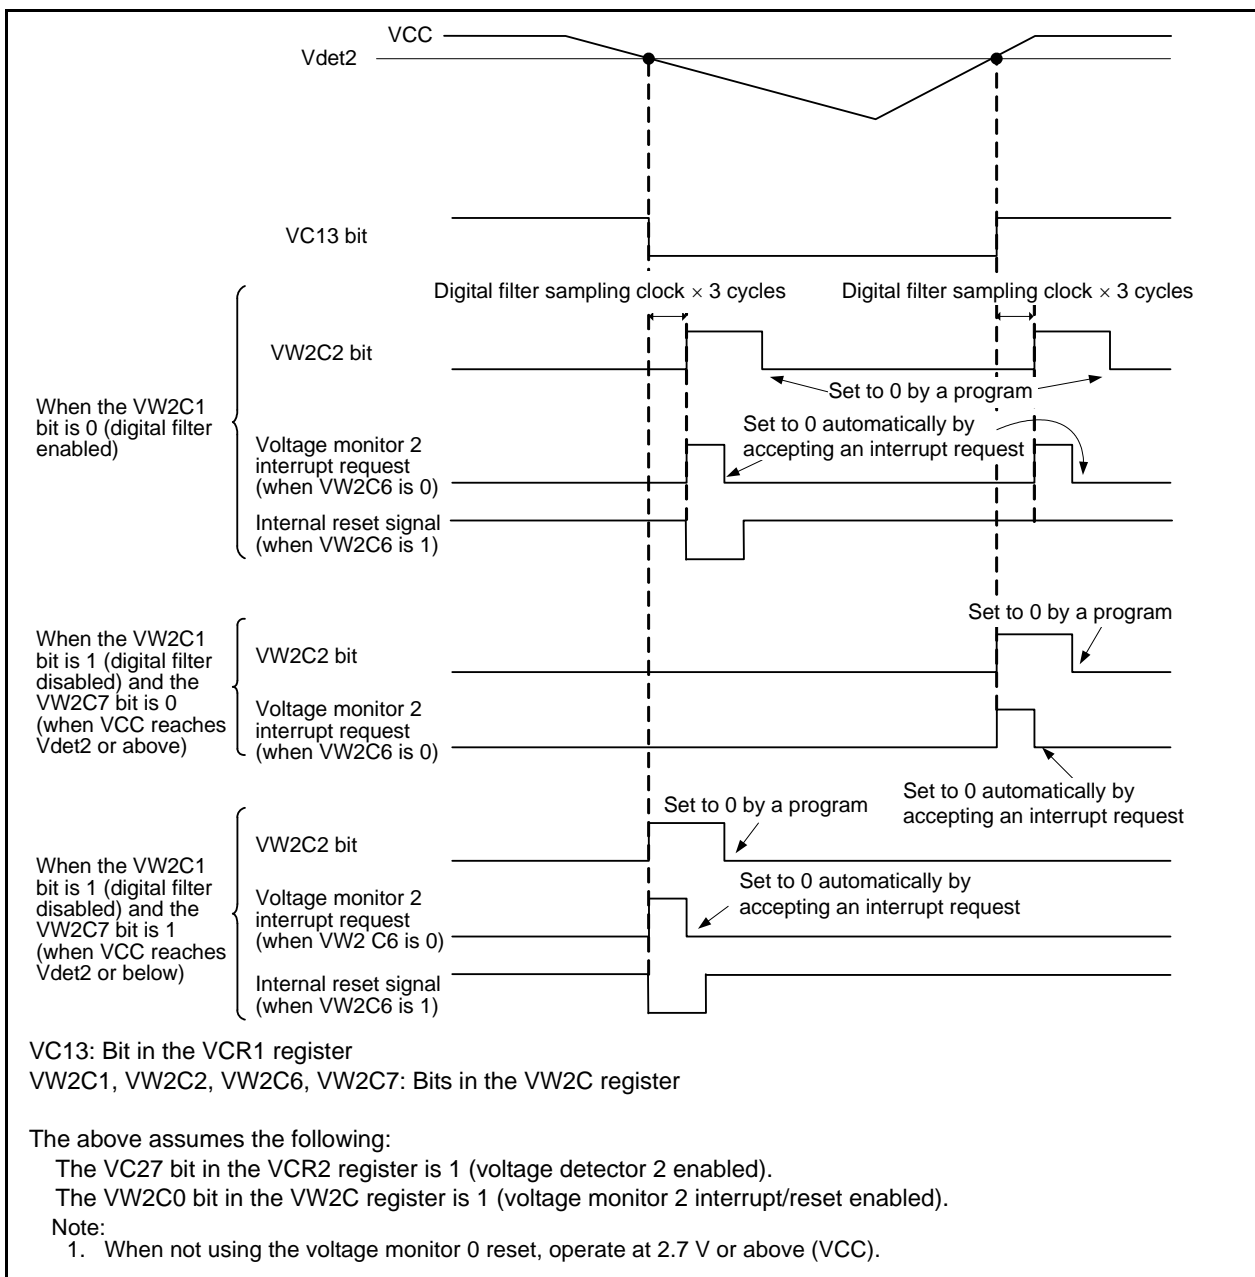 VCC
Vdet2
VC13 bit
Digital filter sampling clock × 3 cycles
Digital filter sampling clock × 3 cycles
When the VW2C1
bit is 0 (digital filter
enabled)
VW2C2 bit
Set to 0 by a program
Voltage monitor 2
interrupt request
(when VW2C6 is 0)
Set to 0 automatically by
accepting an interrupt request
Internal reset signal
(when VW2C6 is 1)
When the VW2C1
bit is 1 (digital filter
disabled) and the
VW2C7 bit is 0
(when VCC reaches
Vdet2 or above)
VW2C2 bit
Set to 0 by a program
Voltage monitor 2
interrupt request
(when VW2C6 is 0)
Set to 0 automatically by
accepting an interrupt request
When the VW2C1
bit is 1 (digital filter
disabled) and the
VW2C7 bit is 1
(when VCC reaches
Vdet2 or below)
VW2C2 bit
Set to 0 by a program
Voltage monitor 2
interrupt request
(when VW2 C6 is 0)
Set to 0 automatically by
accepting an interrupt request
Internal reset signal
(when VW2C6 is 1)
VC13: Bit in the VCR1 register
VW2C1, VW2C2, VW2C6, VW2C7: Bits in the VW2C register
The above assumes the following:
The VC27 bit in the VCR2 register is 1 (voltage detector 2 enabled).
The VW2C0 bit in the VW2C register is 1 (voltage monitor 2 interrupt/reset enabled).
Note:
1. When not using the voltage monitor 0 reset, operate at 2.7 V or above (VCC).